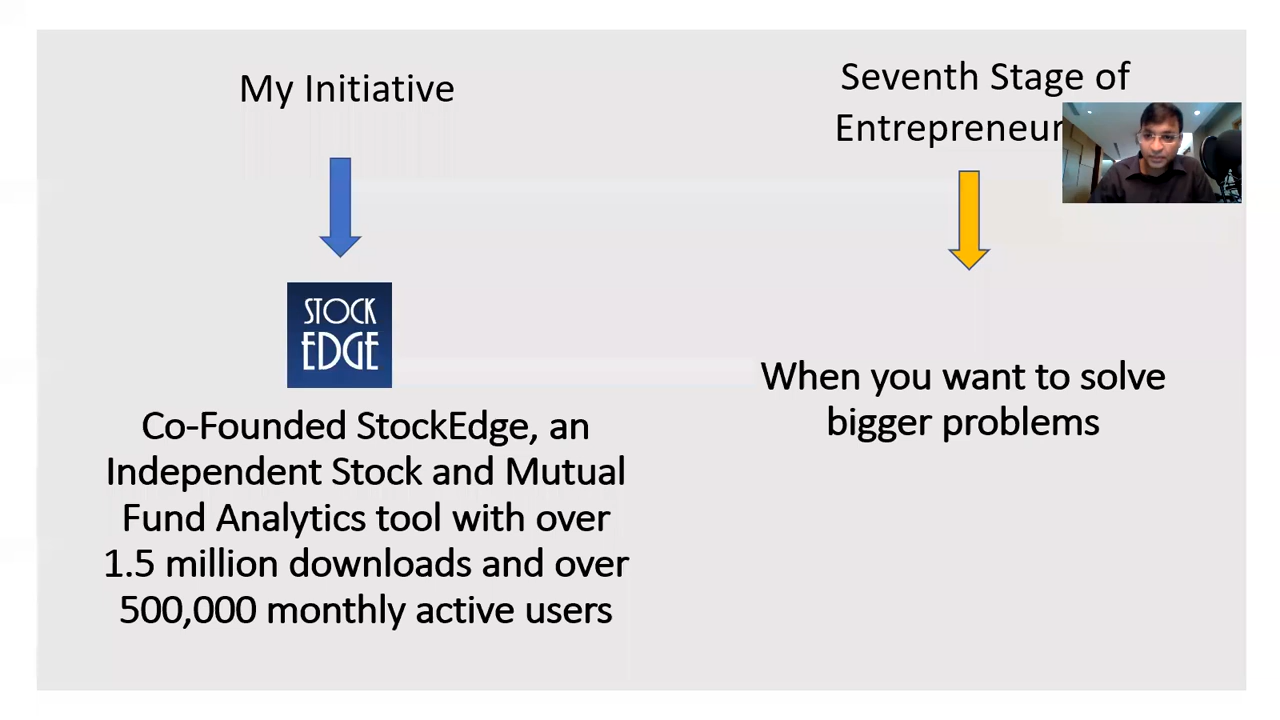 My Initiative
STOCK
EDGE
Co-Founded StockEdge, an
Independent Stock and Mutual
Fund Analytics tool with over
1.5 million downloads and over
500,000 monthly active users
Seventh Stage of
When you want to solve
bigger problems